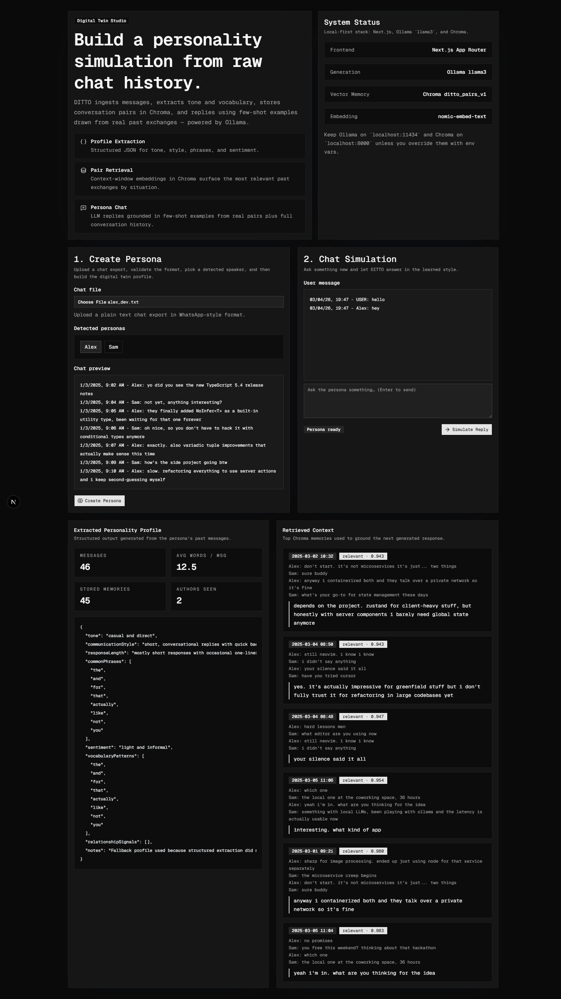 Digital Twin Studio
Build a personality
simulation from raw
chat history.
DITTO ingests messages, extracts tone and vocabulary, stores
conversation pairs in Chroma, and replies using few-shot examples
drawn from real past exchanges — powered by Ollama.
Profile Extraction
Structured JSON for tone, style, phrases, and sentiment.
Pair Retrieval
Context-window embeddings in Chroma surface the most relevant past
exchanges by situation.
Persona Chat
LLM replies grounded in few-shot examples from real pairs plus full
conversation history.
System Status
Local-first stack: Next.js, Ollama `llama3`, and Chroma.
Frontend Next.js App Router
Generation Ollama llama3
Vector Memory Chroma ditto_pairs_v1
Embedding nomic-embed-text
Keep Ollama on `localhost:11434` and Chroma on
`localhost:8000` unless you override them with env
vars.
1. Create Persona
Upload a chat export, validate the format, pick a detected speaker, and then
build the digital twin profile.
Chat file
Choose File alex_dev.txt
Upload a plain text chat export in WhatsApp-style format.
Detected personas
Alex Sam
Chat preview
1/3/2025, 9:02 AM - Alex: yo did you see the new TypeScript 5.4 release
notes
1/3/2025, 9:04 AM - Sam: not yet, anything interesting?
1/3/2025, 9:05 AM - Alex: they finally added NoInfer<T> as a built-in
utility type, been waiting for that one forever
1/3/2025, 9:06 AM - Sam: oh nice, so you don't have to hack it with
conditional types anymore
1/3/2025, 9:07 AM - Alex: exactly. also variadic tuple improvements that
actually make sense this time
1/3/2025, 9:09 AM - Sam: how's the side project going btw
1/3/2025, 9:10 AM - Alex: slow. refactoring everything to use server actions
and i keep second-guessing myself
Create Persona
2. Chat Simulation
Ask something new and let DITTO answer in the learned style.
User message
03/04/26, 19:47 - USER: hello
03/04/26, 19:47 - Alex: hey
Ask the persona something… (Enter to send)
Persona ready
Simulate Reply
N
Extracted Personality Profile
Structured output generated from the persona's past messages.
MESSAGES
46
AVG WORDS / MSG
12.5
STORED MEMORIES
45
AUTHORS SEEN
2
{
"tone": "casual and direct",
"communicationStyle": "short, conversational replies with quick bac
"responseLength": "mostly short responses with occasional one-liner
"commonPhrases": [
"the",
"and",
"for",
"that",
"actually",
"like",
"not",
"you"
],
"sentiment": "light and informal",
"vocabularyPatterns": [
"the",
"and",
"for",
"that",
"actually",
"like",
"not",
"you"
],
"relationshipSignals": [],
"notes": "Fallback profile used because structured extraction did
}
Retrieved Context
Top Chroma memories used to ground the next generated response.
2025-03-02 10:32 relevant · 0.943
Alex: don't start. it's not microservices it's just... two things
Sam: sure buddy
Alex: anyway i containerized both and they talk over a private network so
it's fine
Sam: what's your go-to for state management these days
depends on the project. zustand for client-heavy stuff, but
honestly with server components i barely need global state
anymore
2025-03-04 08:50 relevant · 0.943
Alex: still neovim. i know i know
Sam: i didn't say anything
Alex: your silence said it all
Sam: have you tried cursor
yes. it's actually impressive for greenfield stuff but i don't
fully trust it for refactoring in large codebases yet
2025-03-04 08:48 relevant · 0.947
Alex: hard lessons man
Sam: what editor are you using now
Alex: still neovim. i know i know
Sam: i didn't say anything
your silence said it all
2025-03-05 11:06 relevant · 0.954
Alex: which one
Sam: the local one at the coworking space, 36 hours
Alex: yeah i'm in. what are you thinking for the idea
Sam: something with local LLMs, been playing with ollama and the latency is
actually usable now
interesting. what kind of app
2025-03-01 09:21 relevant · 0.980
Alex: sharp for image processing. ended up just using node for that service
separately
Sam: the microservice creep begins
Alex: don't start. it's not microservices it's just... two things
Sam: sure buddy
anyway i containerized both and they talk over a private
network so it's fine
2025-03-05 11:04 relevant · 0.983
Alex: no promises
Sam: you free this weekend? thinking about that hackathon
Alex: which one
Sam: the local one at the coworking space, 36 hours
yeah i'm in. what are you thinking for the idea